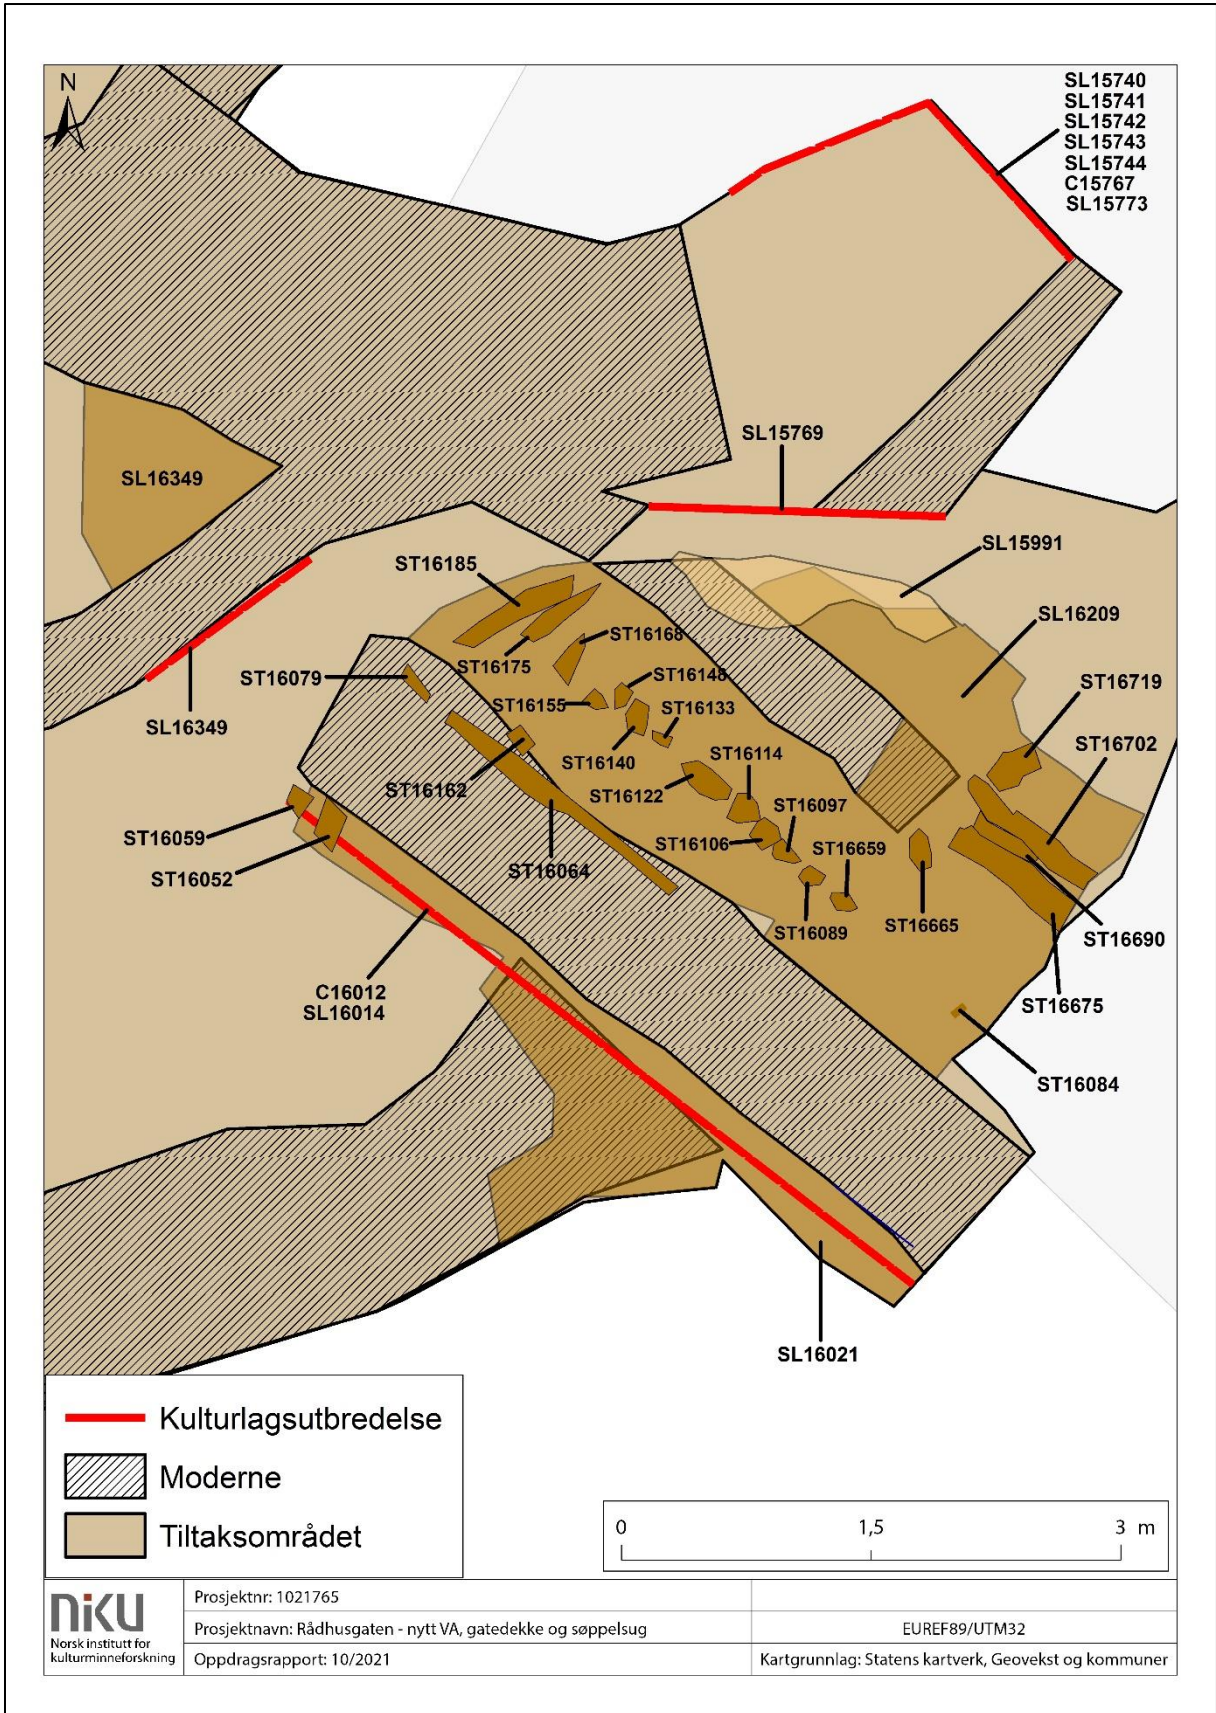 N
SL15740
SL15741
SL15742
SL15743
SL15744
C15767
SL15773
SL15769
SL16349
SL15991
ST16185
SL16209
ST16168
ST16175
ST16148
ST16719
ST16079
ST16155
ST16133
SL16349
ST16702
ST16140
ST16114
ST16162
ST16122
ST16097
ST16059
ST16106
ST16659
ST16064
ST16052
ST16089
ST16665
ST16690
C16012
SL16014
ST16675
ST16084
SL16021
Kulturlagsutbredelse
Moderne
Tiltaksområdet
0 1,5 3 m
niku
Norsk institutt for
kulturminneforskning
Prosjektnr: 1021765
Prosjektnavn: Rådhusgaten - nytt VA, gatedekke og søppelsug
EUREF89/UTM32
Oppdragsrapport: 10/2021
Kartgrunnlag: Statens kartverk, Geovekst og kommuner